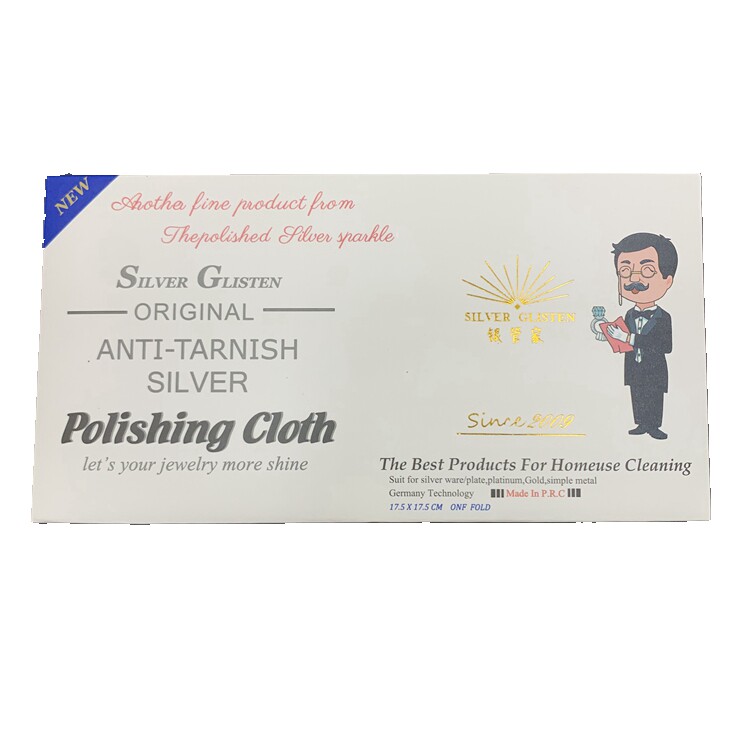 NEW
Another fine product from
Thepolished Silver sparkle
SILVER GLISTEN
ORIGINAL
ANTI-TARNISH
SILVER
Polishing Cloth
let's your jewelry more shine
SILVER GLISTEN
银管家
Since 2009
The Best Products For Homeuse Cleaning
Suit for silver ware/plate,platinum,Gold,simple metal
Germany Technology Made In P.R.C
17.5 X 17.5 CM ONF FOLD